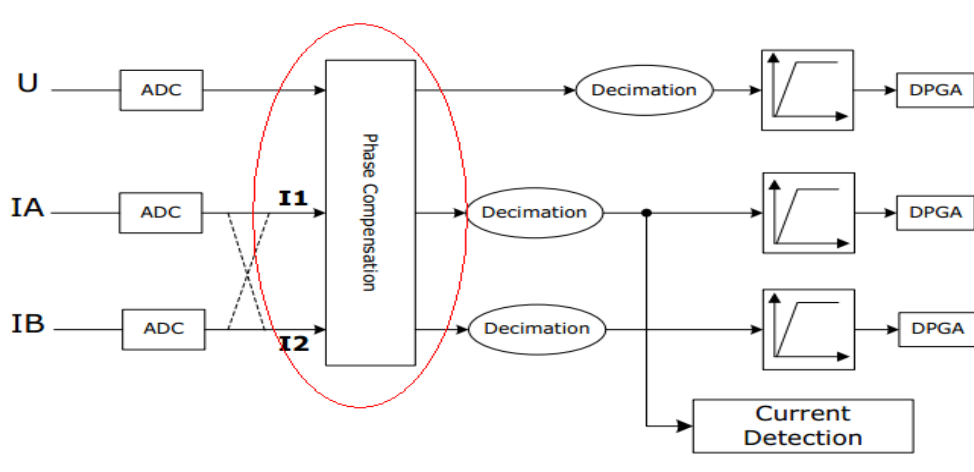 U
ADC
Decimation
DPGA
IA
ADC
I1
Phase Compensation
Decimation
DPGA
IB
ADC
I2
Decimation
DPGA
Current
Detection